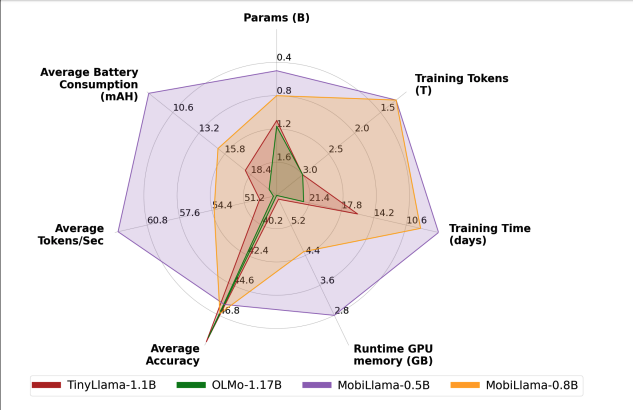 Params (B)
0.4
0.8
1.2
1.6
Training Tokens
(T)
1.5
2.0
2.5
3.0
Training Time
(days)
10.6
14.2
17.8
21.4
Runtime GPU
memory (GB)
2.8
3.6
4.4
5.2
Average
Accuracy
46.8
44.6
42.4
40.2
Average
Tokens/Sec
60.8
57.6
54.4
51.2
Average Battery
Consumption
(mAH)
10.6
13.2
15.8
18.4
TinyLlama-1.1B
OLMo-1.17B
MobiLlama-0.5B
MobiLlama-0.8B